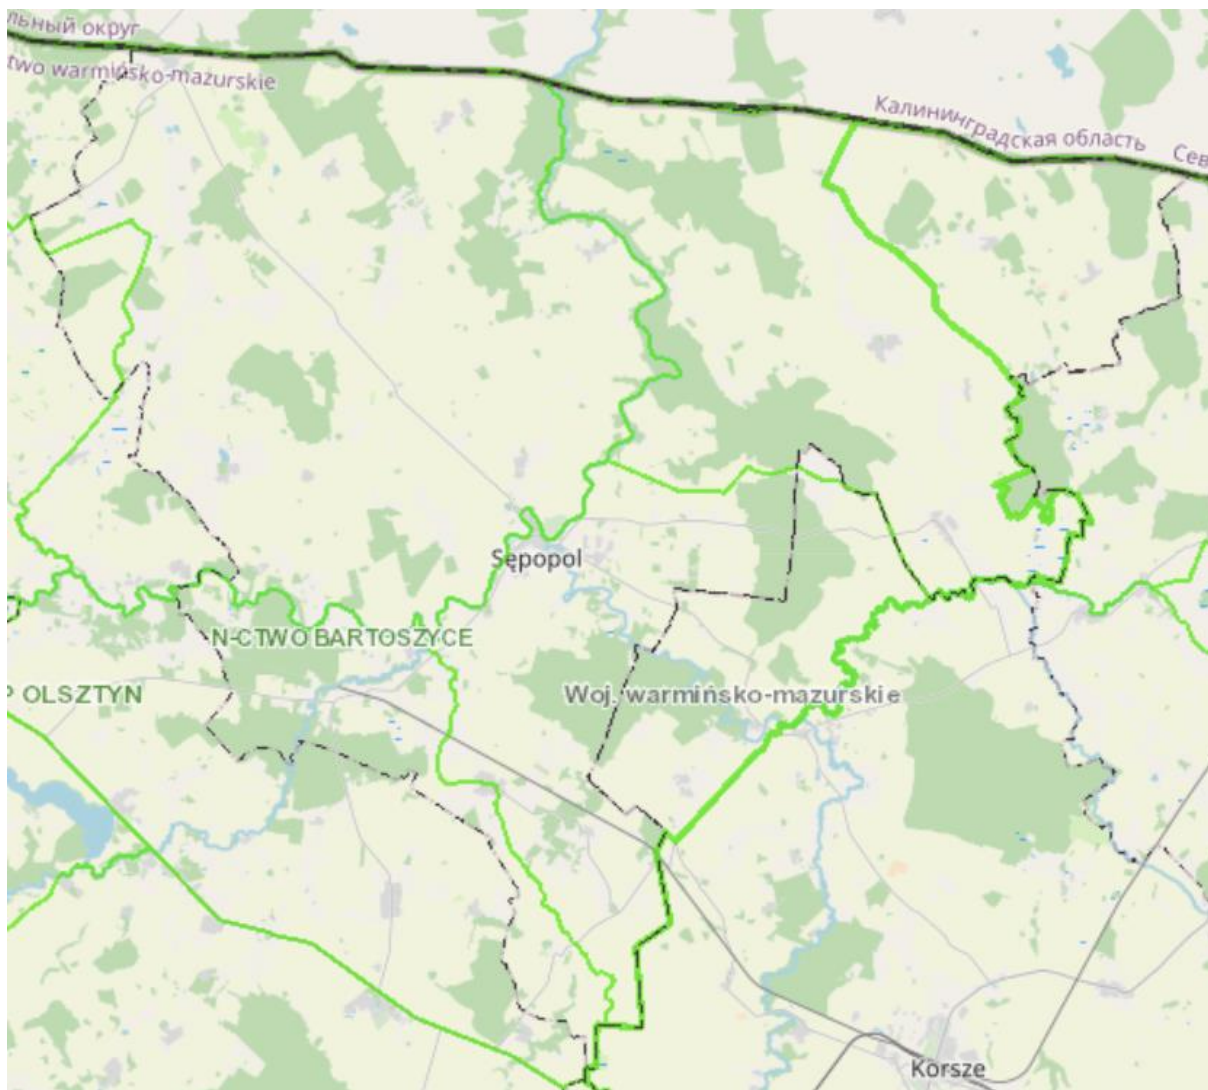 льный округ
two warmińsko-mazurskie
Калининградская область
Сев
Sępopol
N-CTWO BARTOSZYCE
P OLSZTYN
Woj. warmińsko-mazurskie
Korsze